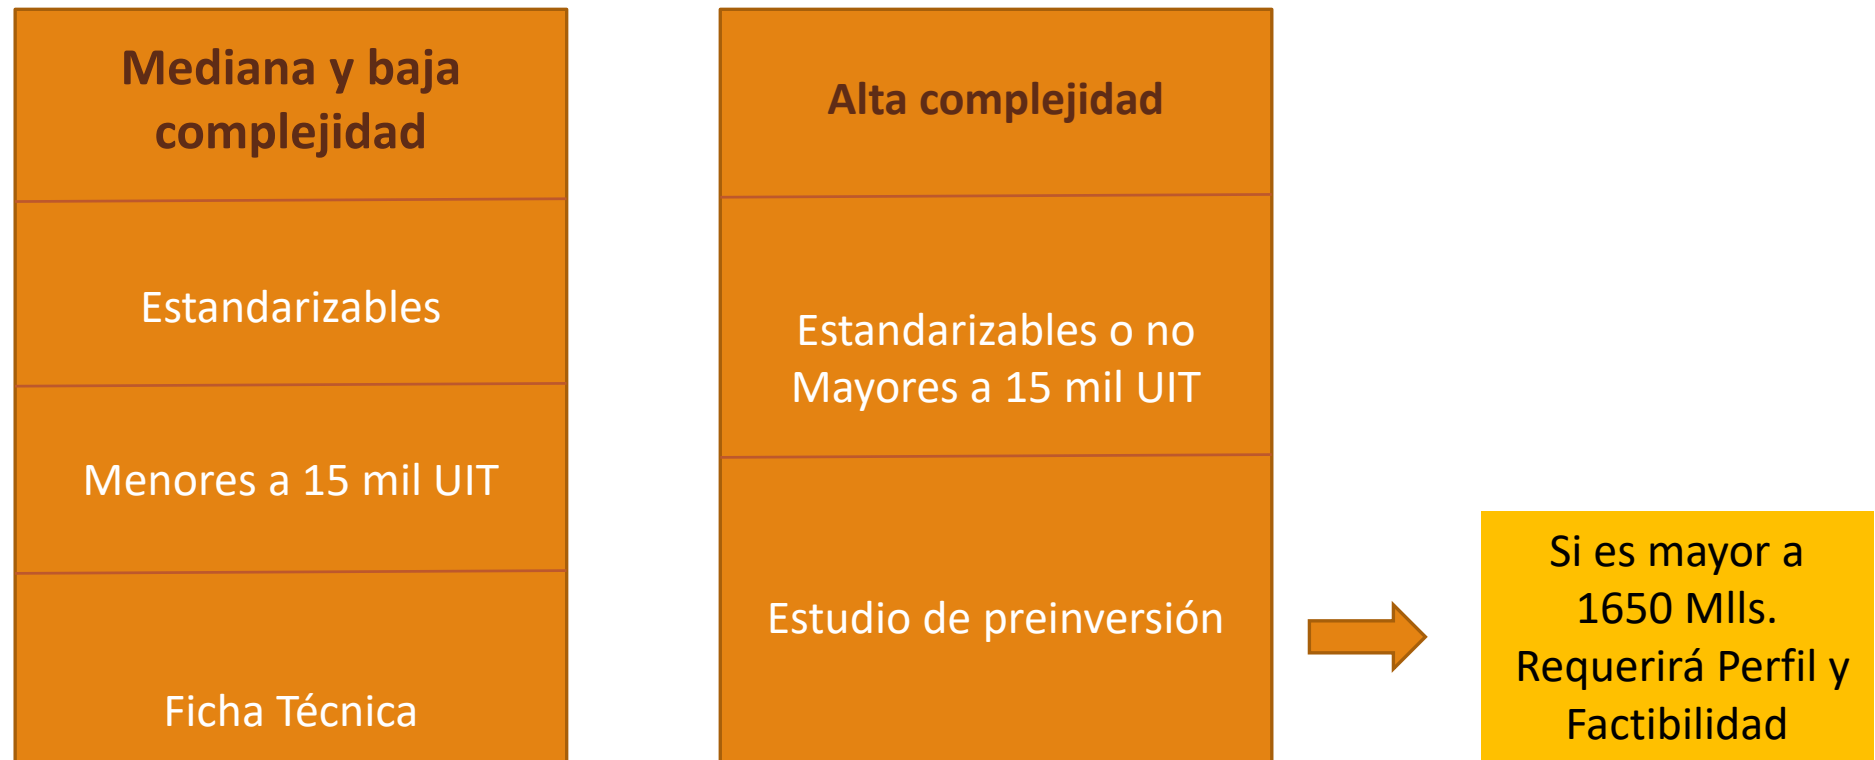 Mediana y baja
complejidad
Estandarizables
Menores a 15 mil UIT
Ficha Técnica
Alta complejidad
Estandarizables o no
Mayores a 15 mil UIT
Estudio de preinversión
Si es mayor a
1650 Mlls.
Requerirá Perfil y
Factibilidad